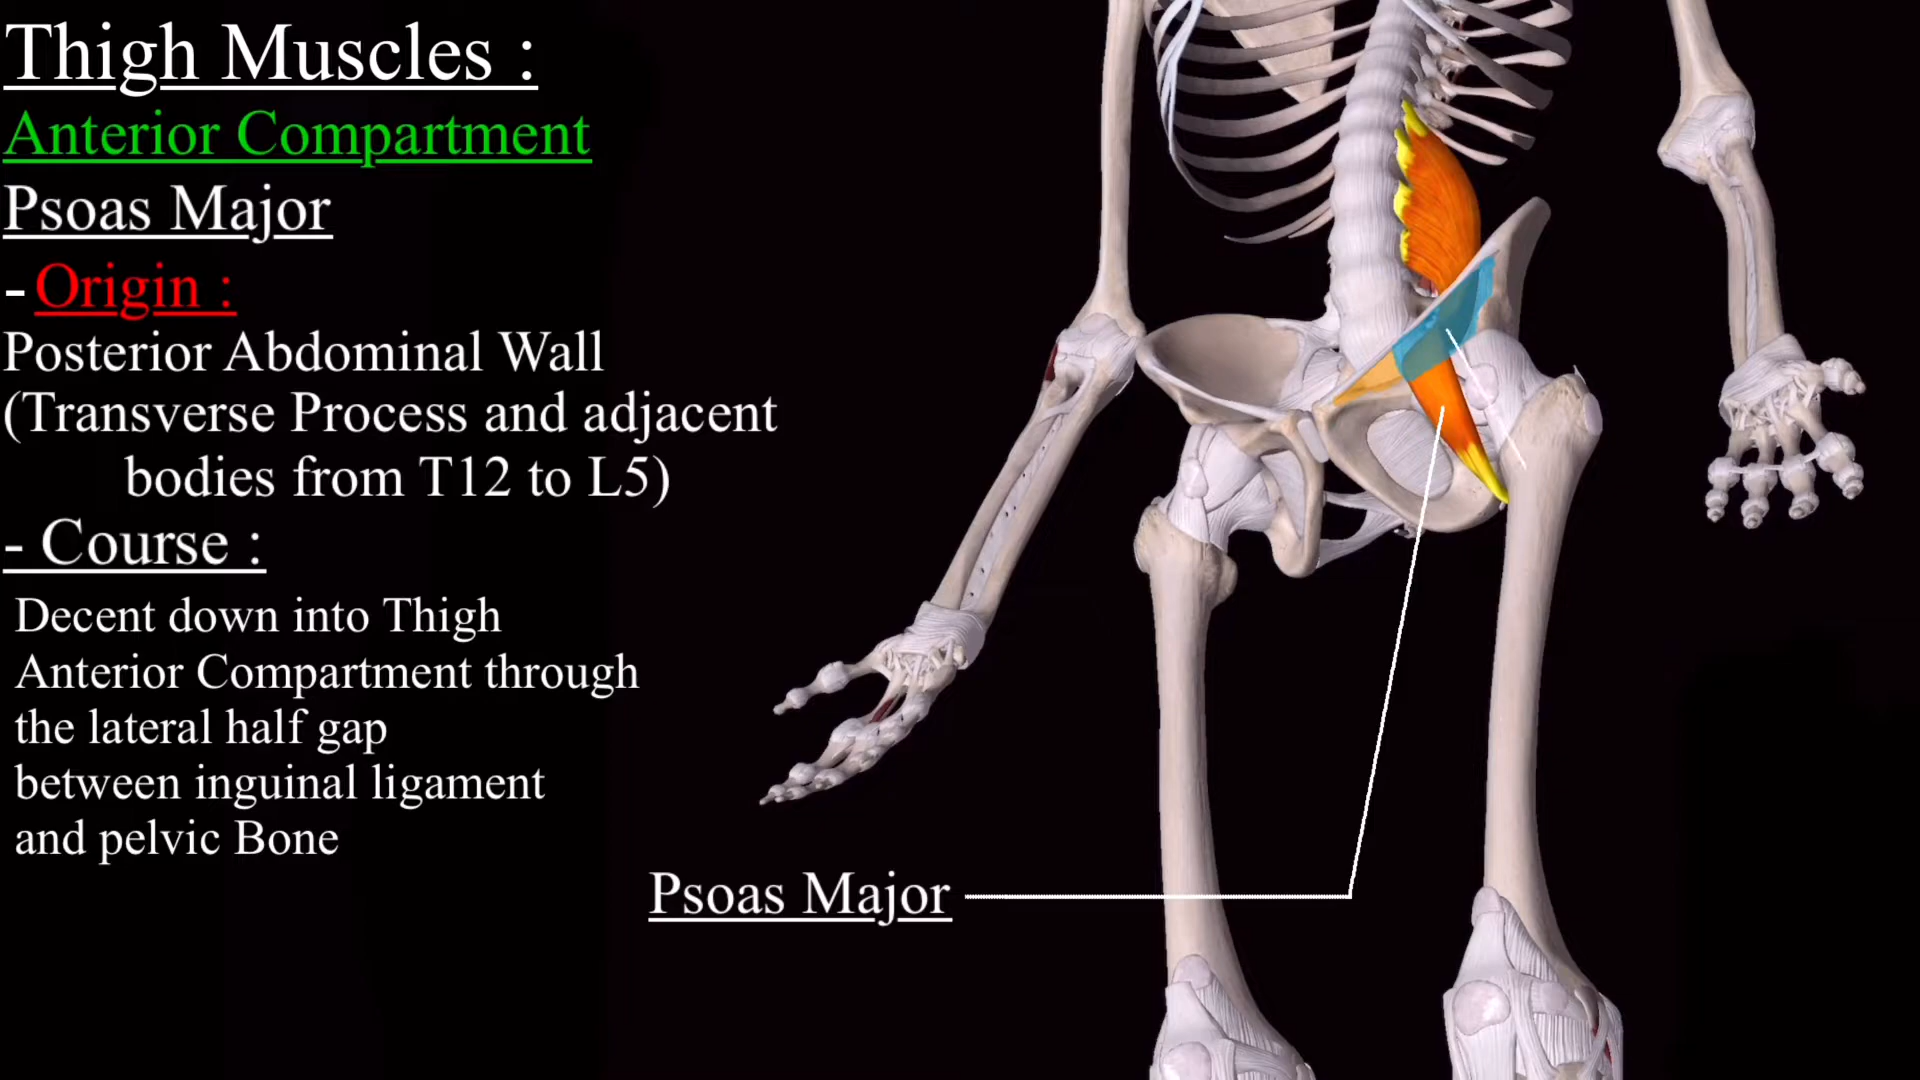 Thigh Muscles :
Anterior Compartment
Psoas Major
- Origin :
Posterior Abdominal Wall
(Transverse Process and adjacent
bodies from T12 to L5)
- Course :
Decent down into Thigh
Anterior Compartment through
the lateral half gap
between inguinal ligament
and pelvic Bone
Psoas Major